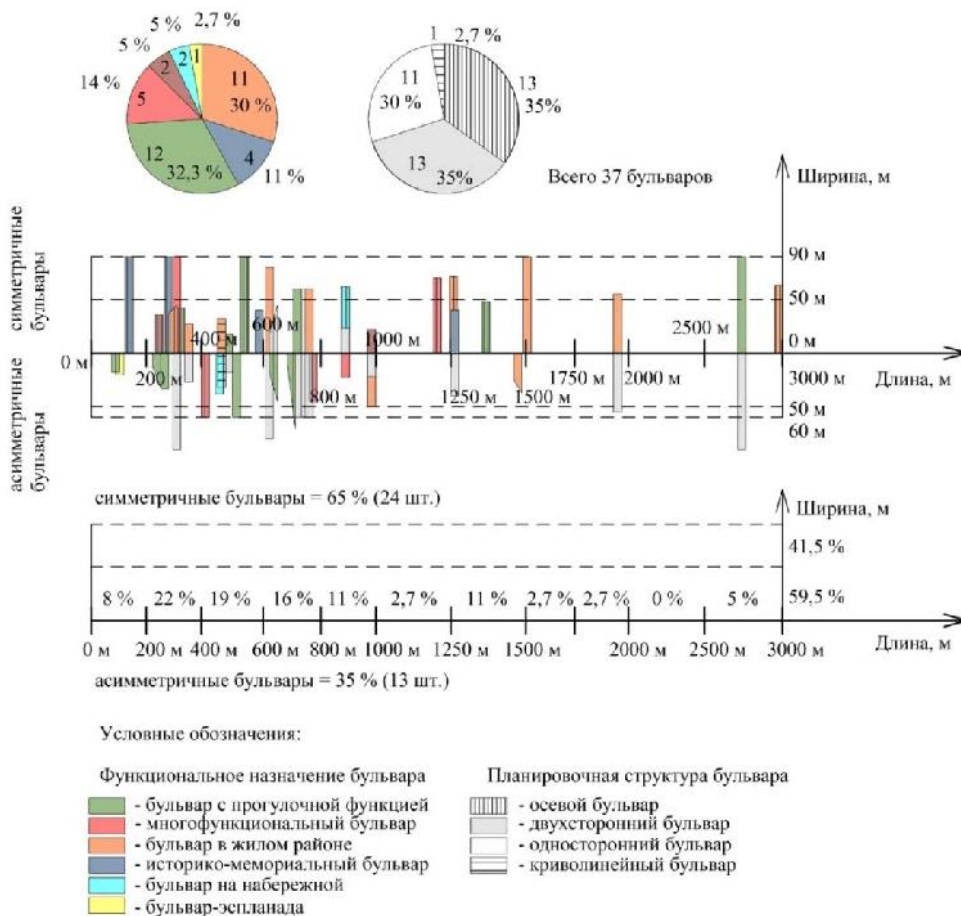 5 % 2,7 %
5 %
14 %
2
2
1
5
11
30 %
12
32,3 %
4
11 %
1
2,7 %
11
30 %
13
35%
13
35%
Всего 37 бульваров
Ширина, м
симметричные
бульвары
асимметричные
бульвары
90 м
50 м
0 м
400 м
600 м
1000 м
2500 м
0 м
200 м
800 м
1250 м
1500 м
1750 м
2000 м
3000 м
Длина, м
50 м
60 м
симметричные бульвары = 65 % (24 шт.)
Ширина, м
41,5 %
59,5 %
8 % 22 % 19 % 16 % 11 % 2,7 % 11 % 2,7 % 2,7 % 0 % 5 %
0 м 200 м 400 м 600 м 800 м 1000 м 1250 м 1500 м 2000 м 2500 м 3000 м
Длина, м
асимметричные бульвары = 35 % (13 шт.)
Условные обозначения:
Функциональное назначение бульвара
- бульвар с прогулочной функцией
- многофункциональный бульвар
- бульвар в жилом районе
- историко-мемориальный бульвар
- бульвар на набережной
- бульвар-эспланада
Планировочная структура бульвара
- осевой бульвар
- двухсторонний бульвар
- односторонний бульвар
- криволинейный бульвар